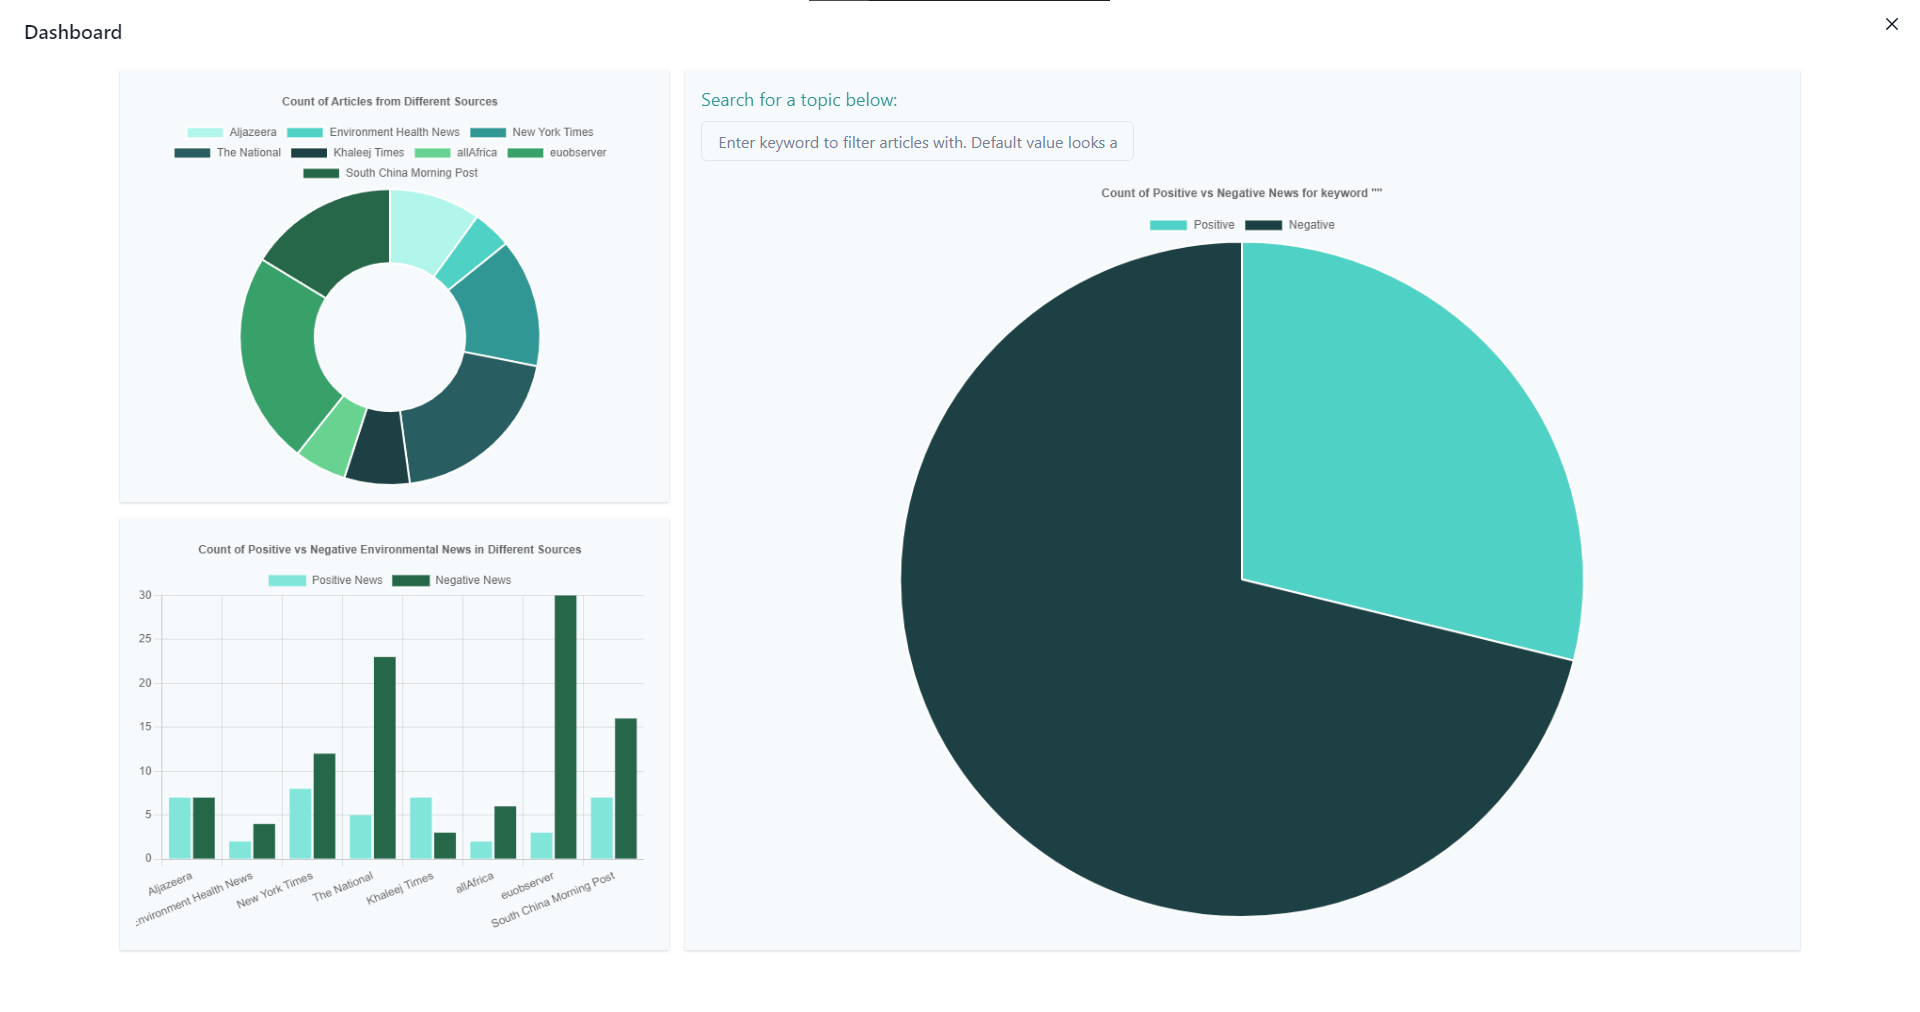 Dashboard
Count of Articles from Different Sources
Aljazeera Environment Health News New York Times
The National Khaleej Times allAfrica euobserver
South China Morning Post
Count of Positive vs Negative Environmental News in Different Sources
Positive News Negative News
30
25
20
15
10
5
0
Aljazeera
nvironment Health News
New York Times
The National
Khaleej Times
allAfrica
euobserver
South China Morning Post
Search for a topic below:
Enter keyword to filter articles with. Default value looks a
Count of Positive vs Negative News for keyword ""
Positive Negative